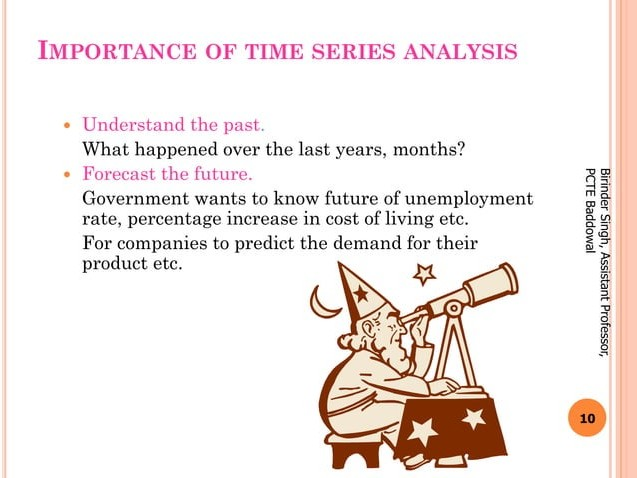 IMPORTANCE OF TIME SERIES ANALYSIS
Understand the past.
What happened over the last years, months?
Forecast the future.
Government wants to know future of unemployment
rate, percentage increase in cost of living etc.
For companies to predict the demand for their
product etc.
Birinder Singh, Assistant Professor,
PCTE Baddowal
10